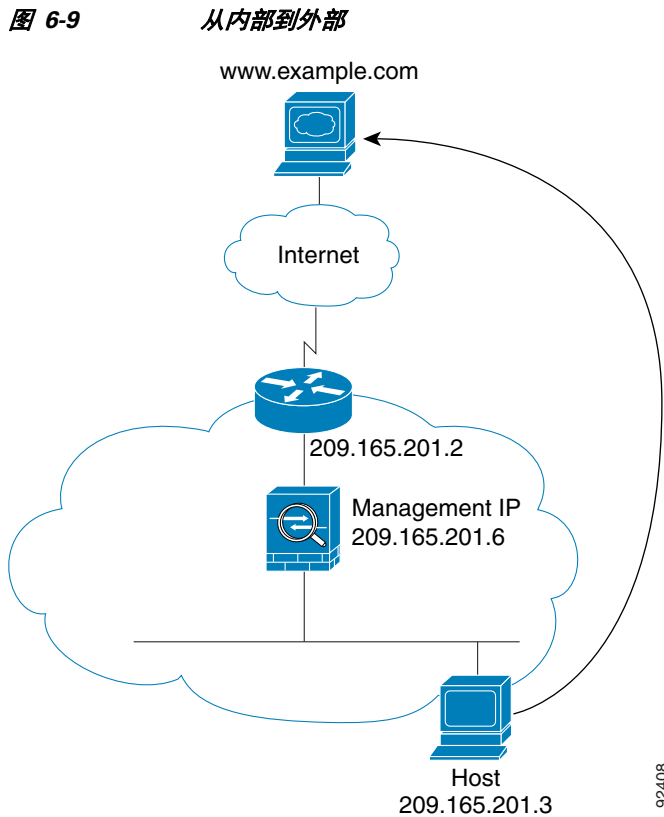 图 6-9 从内部到外部
www.example.com
Internet
209.165.201.2
Management IP
209.165.201.6
Host
209.165.201.3
92408